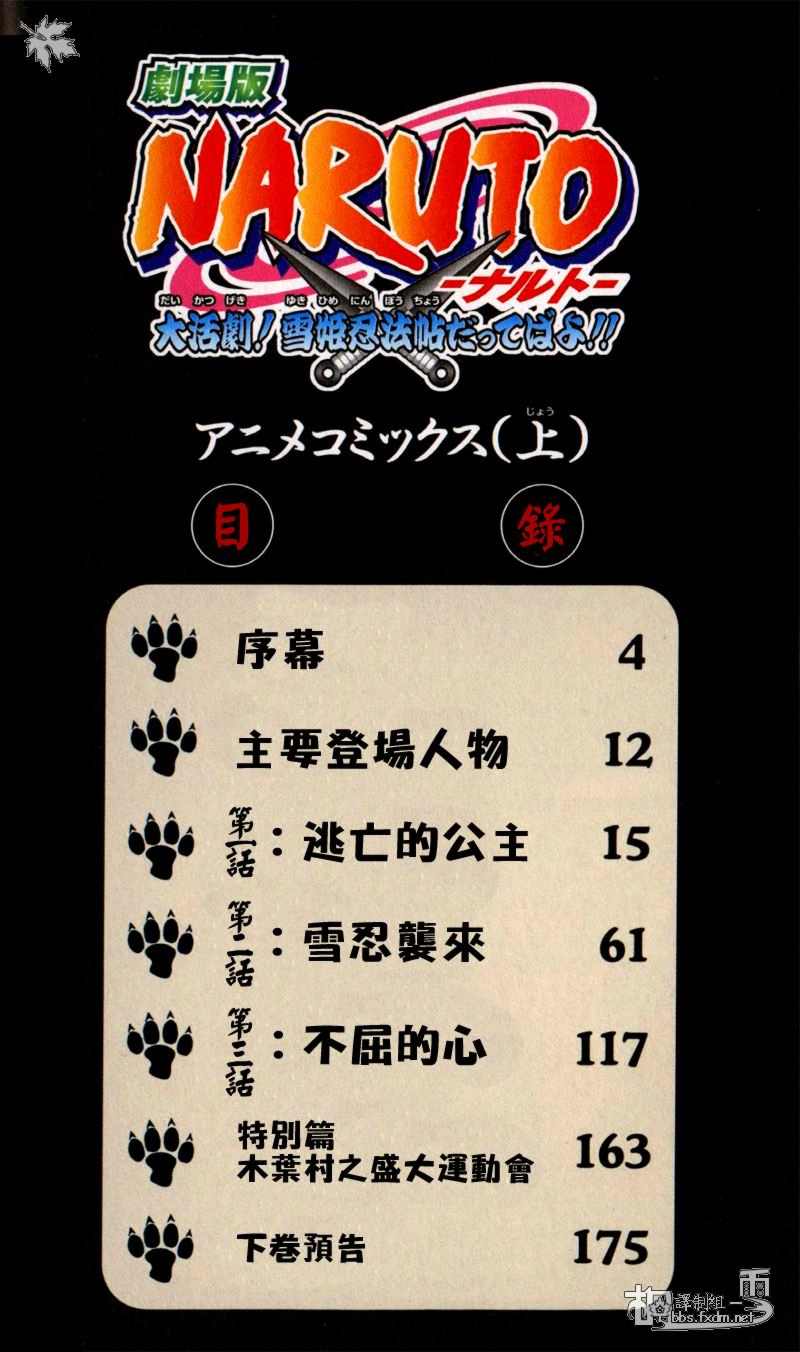 劇場版
NARUTO
-ナルト-
だい かつ げき ゆき ひめ にん ぽう ちょう
大活劇!雪姫忍法帖だってばよ!!
じょう
アニメコミックス(上)
目 錄
序幕 4
主要登場人物 12
第一話:逃亡的公主 15
第二話:雪忍襲來 61
第三話:不屈的心 117
特別篇
木葉村之盛大運動會 163
下巻預告 175
譯制組
bbs.fxdm.net